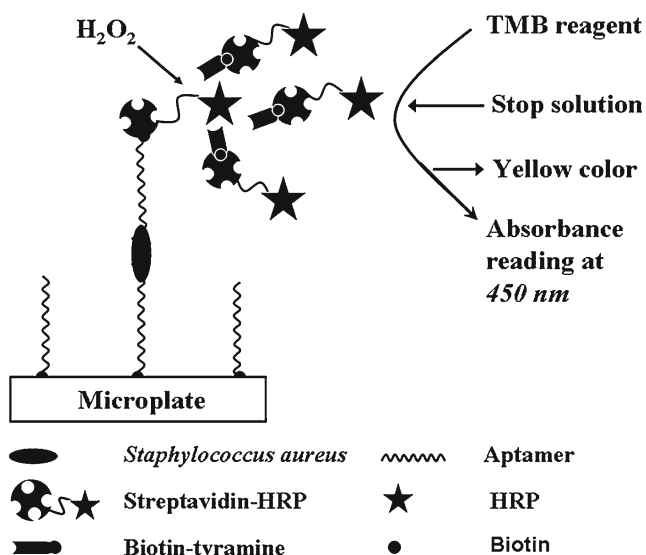 H₂O₂
TMB reagent
Stop solution
Yellow color
Absorbance
reading at
450 nm
Microplate
Staphylococcus aureus
Aptamer
Streptavidin-HRP
HRP
Biotin-tyramine
Biotin